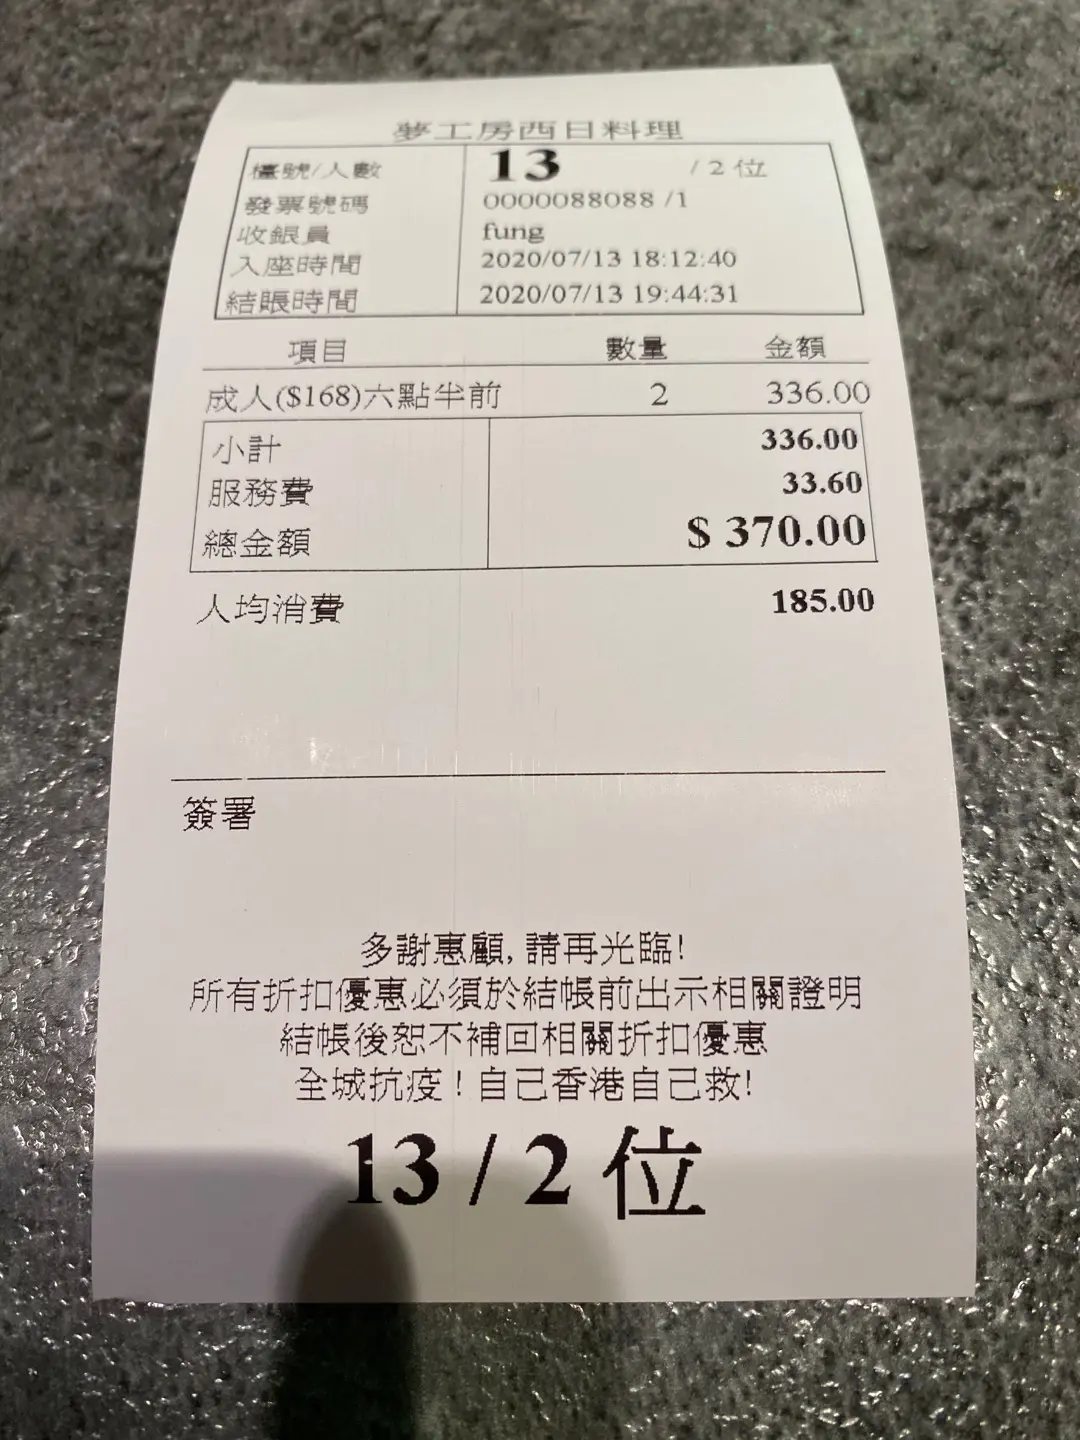 夢工房西日料理
檯號/人數 13 / 2 位
發票號碼 0000088088 /1
收銀員 fung
入座時間 2020/07/13 18:12:40
結賬時間 2020/07/13 19:44:31
項目 數量 金額
成人($168)六點半前 2 336.00
小計 336.00
服務費 33.60
總金額 $ 370.00
人均消費 185.00
簽署
多謝惠顧, 請再光臨!
所有折扣優惠必須於結帳前出示相關證明
結帳後恕不補回相關折扣優惠
全城抗疫！自己香港自己救!
13 / 2 位